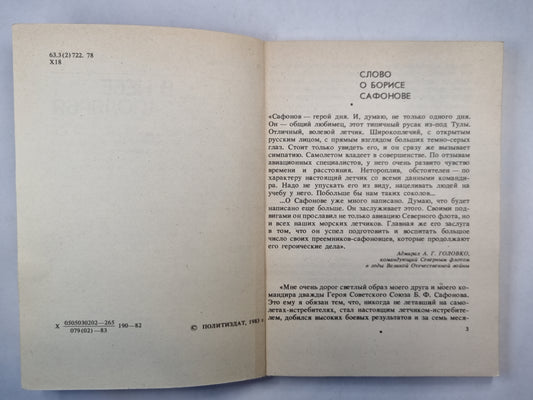 63.3(2)722.78
Х18
Х 0505030202—265
079(02)—83
190—82
© ПОЛИТИЗДАТ, 1983 г.
СЛОВО
О БОРИСЕ
САФОНОВЕ
«Сафонов — герой дня. И, думаю, не только одного дня.
Он — общий любимец, этот типичный русак из-под Тулы.
Отличный, волевой летчик. Широкоплечий, с открытым
русским лицом, с прямым взглядом больших темно-серых
глаз. Стоит только увидеть его, и он сразу же вызывает
симпатию. Самолетом владеет в совершенстве. По отзывам
авиационных специалистов, у него очень развито чувство
времени и расстояния. Нетороплив, обстоятелен — по
характеру настоящий летчик со всеми данными команди-
ра. Надо не упускать его из виду, нацеливать людей на
учебу у него. Побольше бы нам таких соколов...
...О Сафонове уже много написано. Думаю, что будет
написано еще больше. Он заслуживает этого. Своими под-
вигами он прославил не только авиацию Северного флота, но
и всех наших морских летчиков. Главная же его заслуга
в том, что он успел подготовить и воспитать большое
число своих преемников-сафоновцев, которые продолжают
его героические дела».
Адмирал А. Г. ГОЛОВКО,
командующий Северным флотом
в годы Великой Отечественной войны
«Мне очень дорог светлый образ моего друга и моего ко-
мандира дважды Героя Советского Союза Б. Ф. Сафонова.
Это ему я обязан тем, что, никогда не летавший на само-
летах-истребителях, стал настоящим летчиком-истребите-
лем, добился высоких боевых результатов и за семь меся-
3